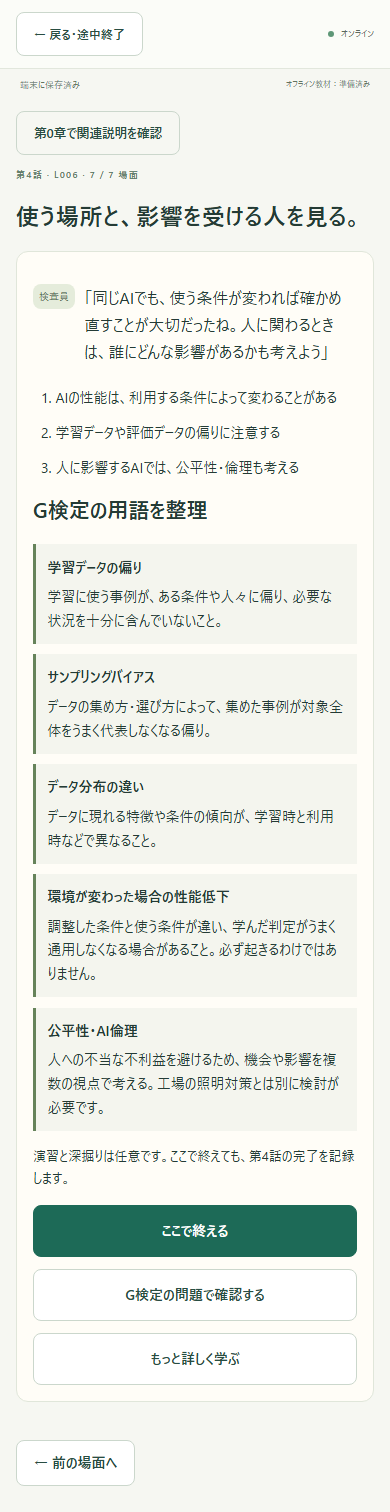 ← 戻る・途中終了
オンライン
端末に保存済み
オフライン教材：準備済み
第0章で関連説明を確認
第4話 · L006 · 7 / 7 場面
使う場所と、影響を受ける人を見る。
検査員
「同じAIでも、使う条件が変われば確かめ
直すことが大切だったね。人に関わるとき
は、誰にどんな影響があるかも考えよう」
1. AIの性能は、利用する条件によって変わることがある
2. 学習データや評価データの偏りに注意する
3. 人に影響するAIでは、公平性・倫理も考える
G検定の用語を整理
学習データの偏り
学習に使う事例が、ある条件や人々に偏り、必要な
状況を十分に含んでいないこと。
サンプリングバイアス
データの集め方・選び方によって、集めた事例が対象全
体をうまく代表しなくなる偏り。
データ分布の違い
データに現れる特徴や条件の傾向が、学習時と利用
時などで異なること。
環境が変わった場合の性能低下
調整した条件と使う条件が違い、学んだ判定がうまく
通用しなくなる場合があること。必ず起きるわけではあ
りません。
公平性・AI倫理
人への不当な不利益を避けるため、機会や影響を複
数の視点で考える。工場の照明対策とは別に検討が
必要です。
演習と深掘りは任意です。ここで終えても、第4話の完了を記録
します。
ここで終える
G検定の問題で確認する
もっと詳しく学ぶ
← 前の場面へ